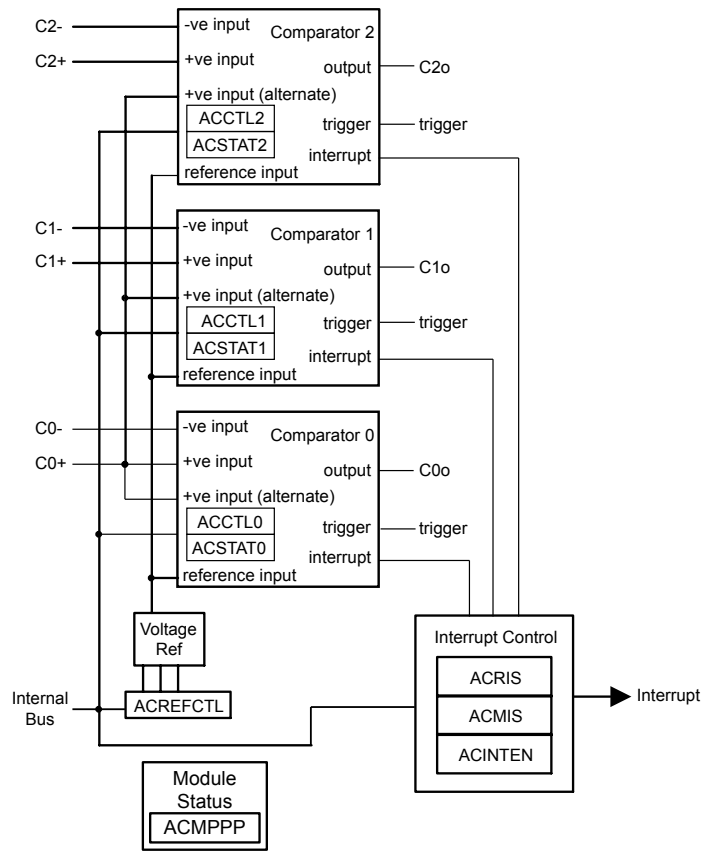 C2-
-ve input
Comparator 2
C2+
+ve input
output
C2o
+ve input (alternate)
ACCTL2
trigger
trigger
ACSTAT2
interrupt
reference input
C1-
-ve input
Comparator 1
C1+
+ve input
output
C1o
+ve input (alternate)
ACCTL1
trigger
trigger
ACSTAT1
interrupt
reference input
C0-
-ve input
Comparator 0
C0+
+ve input
output
C0o
+ve input (alternate)
ACCTL0
trigger
trigger
ACSTAT0
interrupt
reference input
Voltage
Ref
Interrupt Control
ACRIS
Internal
Bus
ACREFCTL
ACMIS
Interrupt
ACINTEN
Module
Status
ACMPPP